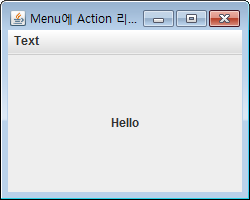 Menu에 Action 리...
Text
Hello